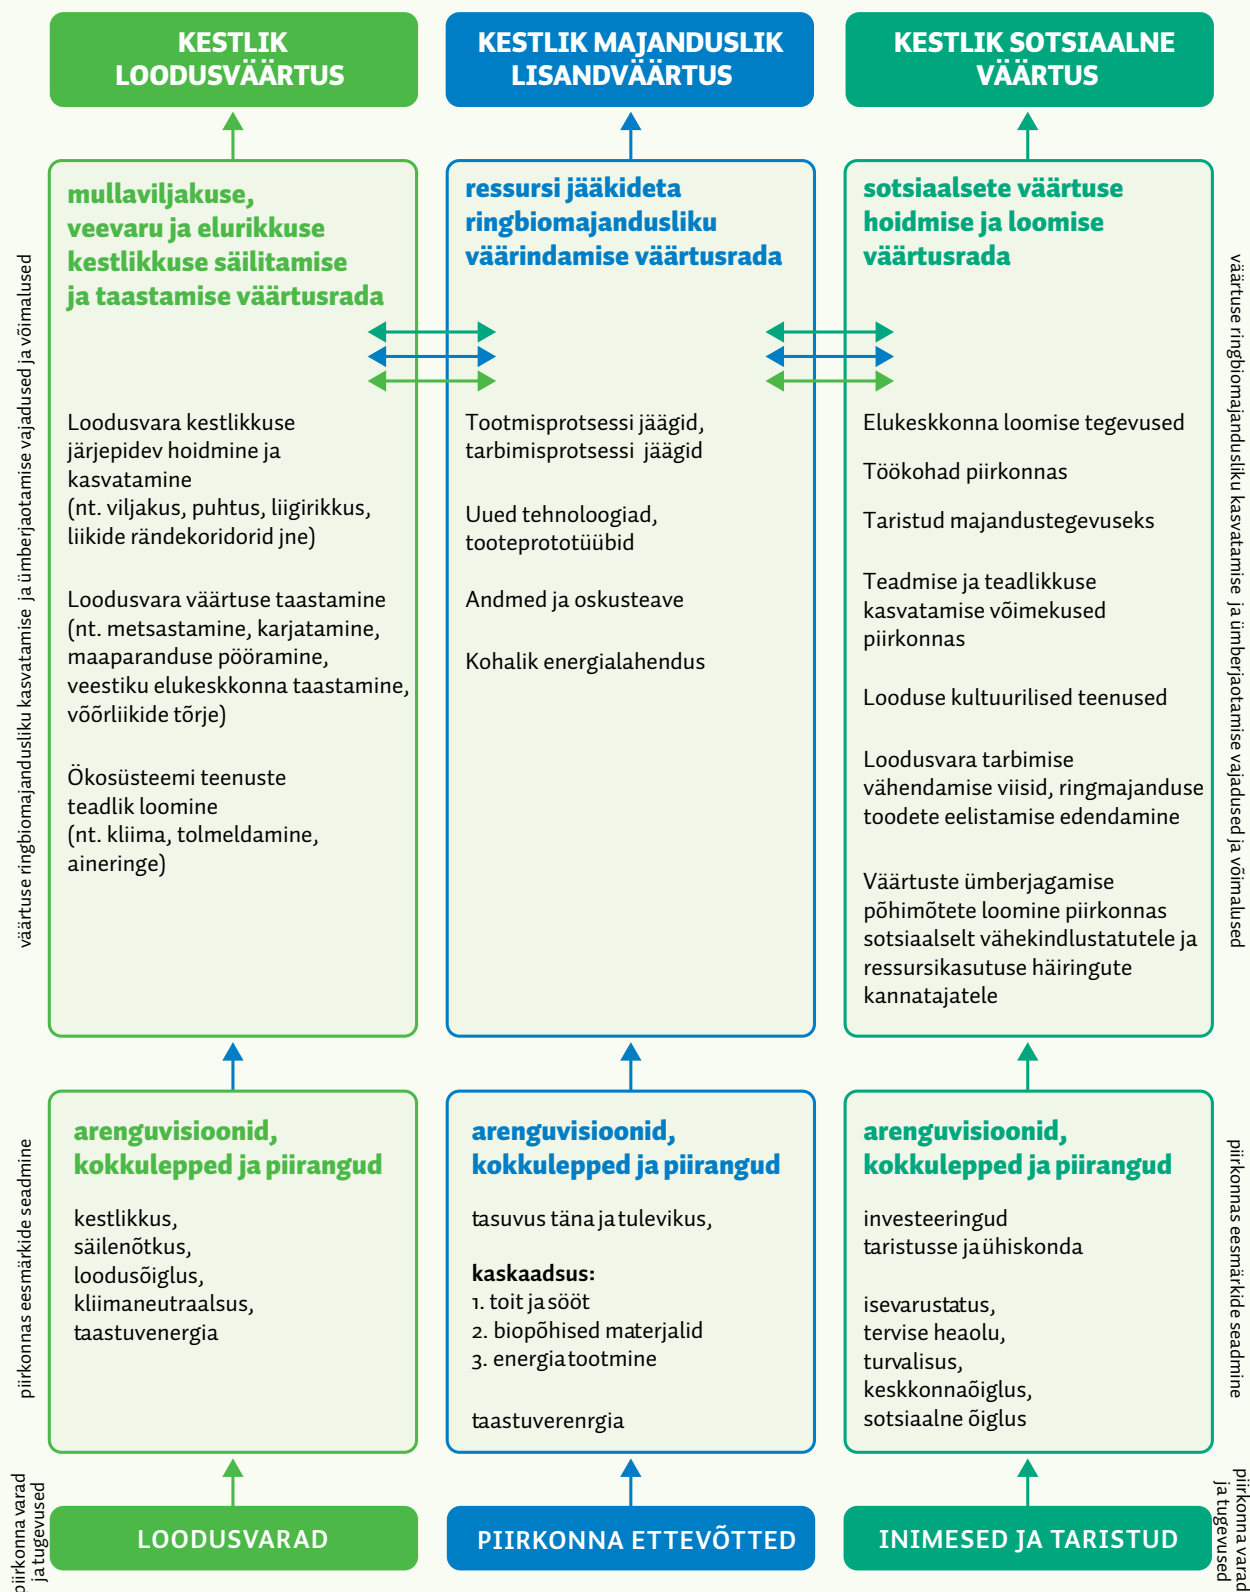 KESTLIK
LOODUSVÄÄRTUS
KESTLIK MAJANDUSLIK
LISANDVÄÄRTUS
KESTLIK SOTSIAALNE
VÄÄRTUS
väärtuse ringbiomajandusliku kasvatamise ja ümberjaotamise vajadused ja võimalused
mullaviljakuse,
veevaru ja elurikkuse
kestlikkuse säilitamise
ja taastamise väärtusrada
Loodusvara kestlikkuse
järjepidev hoidmine ja
kasvatamine
(nt. viljakus, puhtus, liigirikkus,
liikide rändekoridorid jne)
Loodusvara väärtuse taastamine
(nt. metsastamine, karjatamine,
maaparanduse pööramine,
veestiku elukeskkonna taastamine,
võõrliikide tõrje)
Ökosüsteemi teenuste
teadlik loomine
(nt. kliima, tolmeldamine,
aineringe)
ressursi jääkideta
ringbiomajandusliku
väärindamise väärtusrada
Tootmisprotsessi jäägid,
tarbimisprotsessi jäägid
Uued tehnoloogiad,
tooteprototüübid
Andmed ja oskusteave
Kohalik energialahendus
sotsiaalsete väärtuse
hoidmise ja loomise
väärtusrada
Elukeskkonna loomise tegevused
Töökohad piirkonnas
Taristud majandustegevuseks
Teadmise ja teadlikkuse
kasvatamise võimekused
piirkonnas
Looduse kultuurilised teenused
Loodusvara tarbimise
vähendamise viisid, ringmajanduse
toodete eelistamise edendamine
Väärtuste ümberjagamise
põhimõtete loomine piirkonnas
sotsiaalselt vähekindlustatutele ja
ressursikasutuse häiringute
kannatajatele
väärtuse ringbiomajandusliku kasvatamise ja ümberjaotamise vajadused ja võimalused
piirkonnas eesmärkide seadmine
arenguvisioonid,
kokkulepped ja piirangud
kestlikkus,
säilenõtkus,
loodusõiglus,
kliimaneutraalsus,
taastuvenergia
arenguvisioonid,
kokkulepped ja piirangud
tasuvus täna ja tulevikus,
kaskaadsus:
1. toit ja sööt
2. biopõhised materjalid
3. energia tootmine
taastuverenrgia
arenguvisioonid,
kokkulepped ja piirangud
investeeringud
taristusse ja ühiskonda
isevarustatus,
tervise heaolu,
turvalisus,
keskkonnaõiglus,
sotsiaalne õiglus
piirkonnas eesmärkide seadmine
piirkonna varad
ja tugevused
LOODUSVARAD
PIIRKONNA ETTEVÕTTED
INIMESED JA TARISTUD
piirkonna varad
ja tugevused